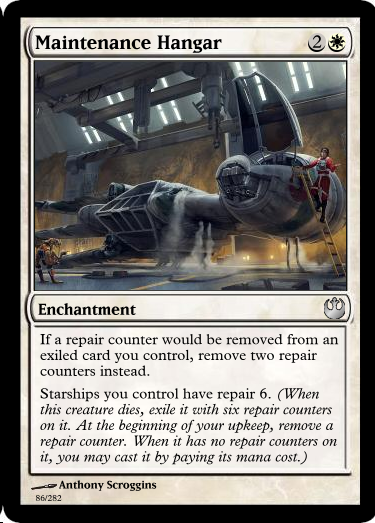 Maintenance Hangar 2
Enchantment
If a repair counter would be removed from an
exiled card you control, remove two repair
counters instead.
Starships you control have repair 6. (When
this creature dies, exile it with six repair counters
on it. At the beginning of your upkeep, remove a
repair counter. When it has no repair counters on
it, you may cast it by paying its mana cost.)
Anthony Scroggins
86/282